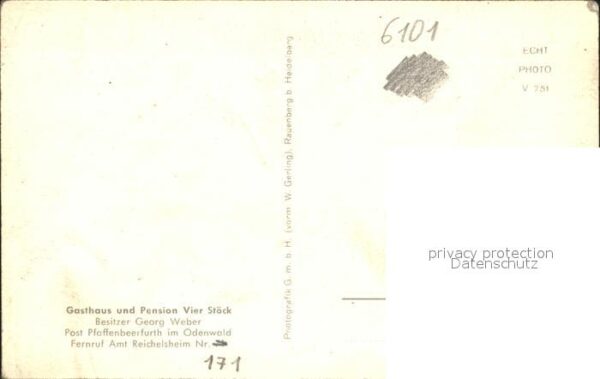 6101
ECHT
PHOTO
V 751
Photografik G. m. b. H. (vorm. W. Gerling), Rauenberg b. Heidelberg
privacy protection
Datenschutz
Gasthaus und Pension Vier Stöck
Besitzer Georg Weber
Post Pfaffenbeerfurth im Odenwald
Fernruf Amt Reichelsheim Nr.
171